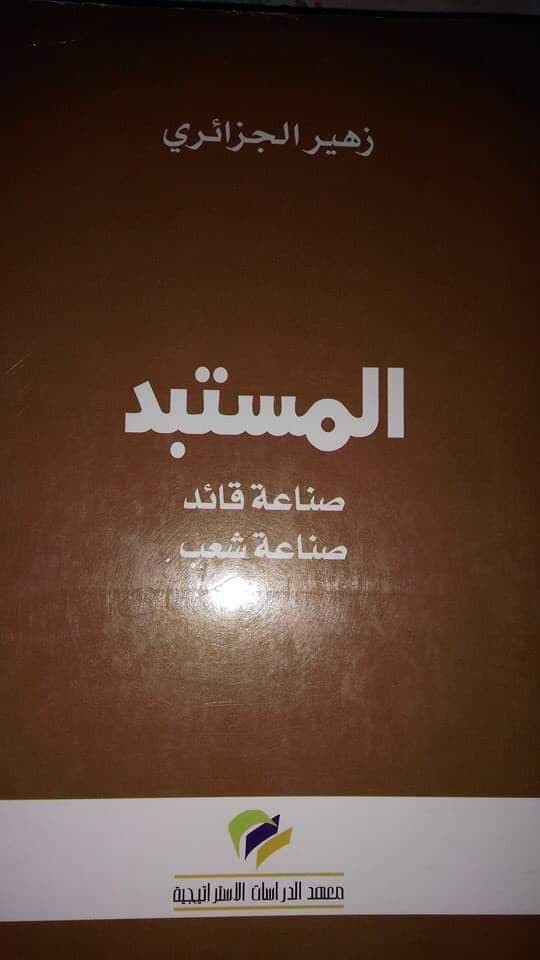 زهير الجزائري
المستبد
صناعة قائد
صناعة شعب
معهد الدراسات الاستراتيجية